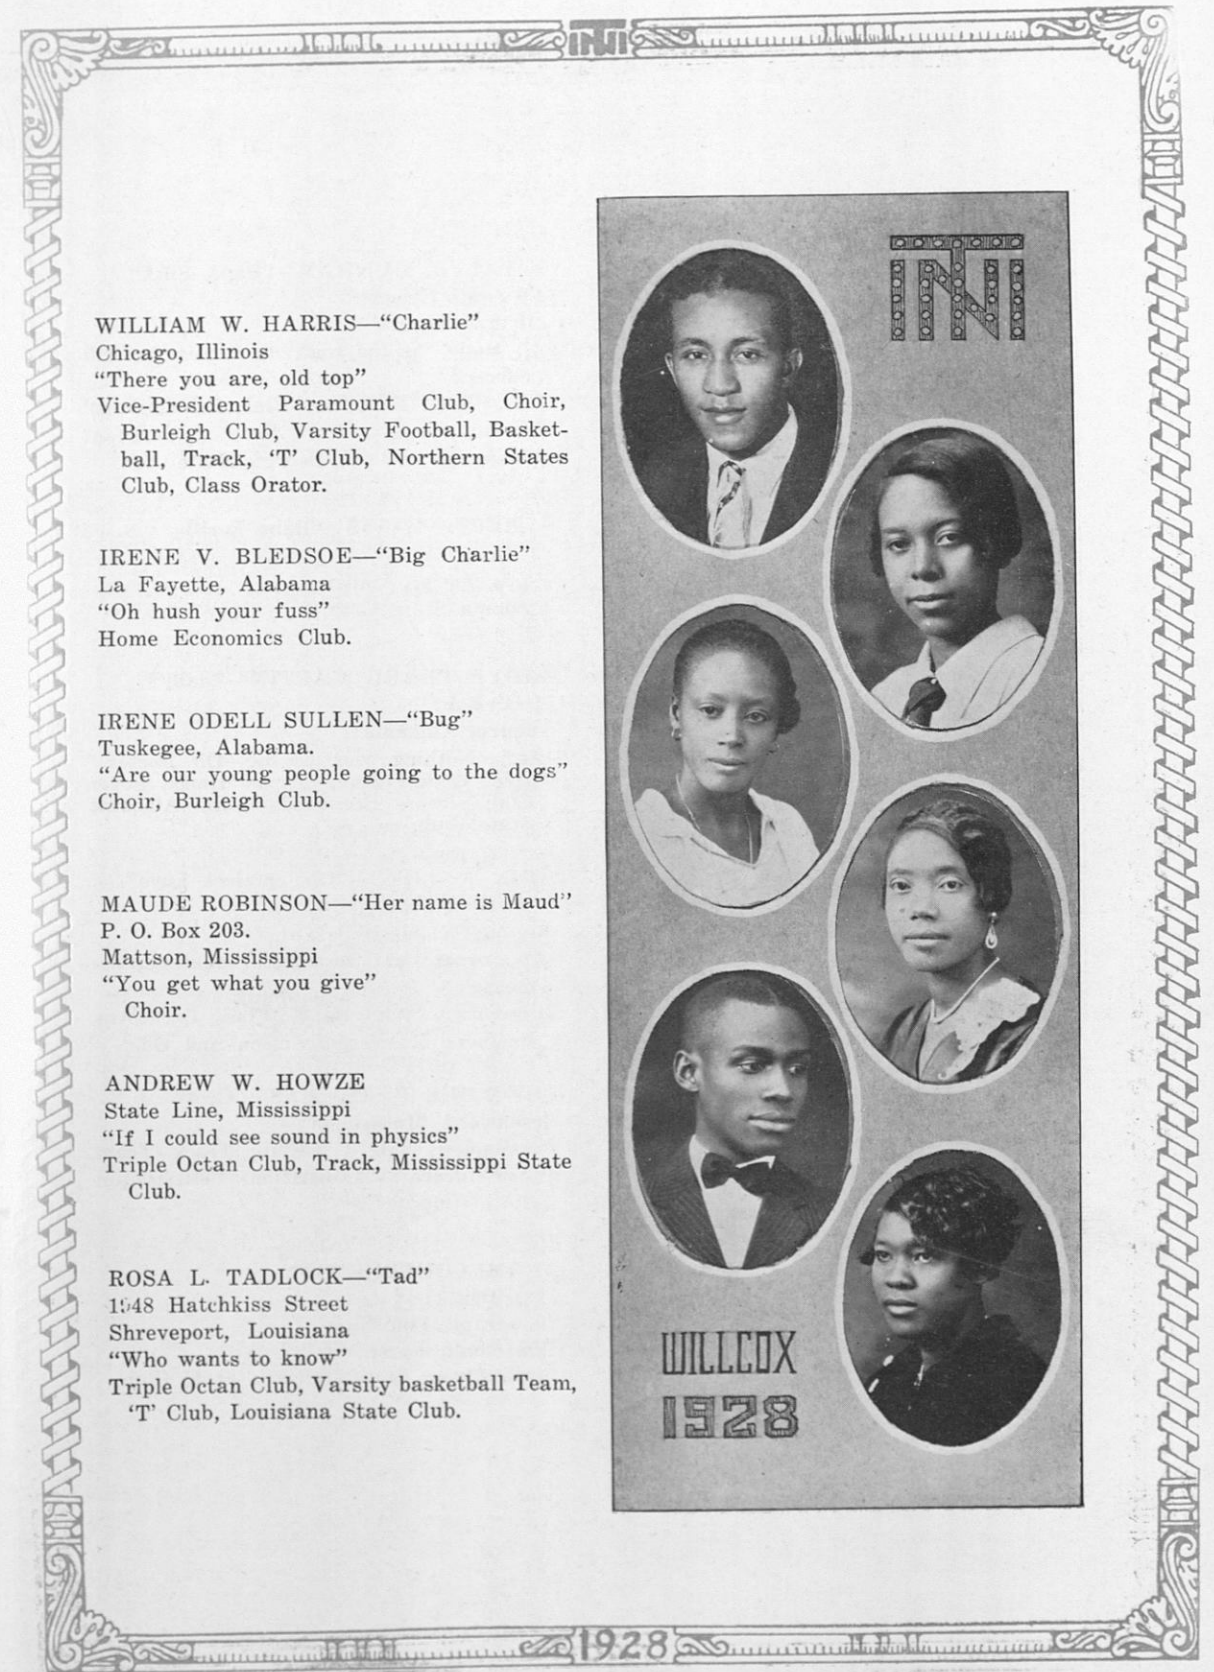 TNI
WILLIAM W. HARRIS—“Charlie”
Chicago, Illinois
“There you are, old top”
Vice-President Paramount Club, Choir,
Burleigh Club, Varsity Football, Basket-
ball, Track, ‘T’ Club, Northern States
Club, Class Orator.
IRENE V. BLEDSOE—“Big Charlie”
La Fayette, Alabama
“Oh hush your fuss”
Home Economics Club.
IRENE ODELL SULLEN—“Bug”
Tuskegee, Alabama.
“Are our young people going to the dogs”
Choir, Burleigh Club.
MAUDE ROBINSON—“Her name is Maud”
P. O. Box 203.
Mattson, Mississippi
“You get what you give”
Choir.
ANDREW W. HOWZE
State Line, Mississippi
“If I could see sound in physics”
Triple Octan Club, Track, Mississippi State
Club.
ROSA L. TADLOCK—“Tad”
Hatchkiss Street
Shreveport, Louisiana
“Who wants to know”
Triple Octan Club, Varsity basketball Team,
‘T’ Club, Louisiana State Club.
TNI
WILLCOX
1928
1928